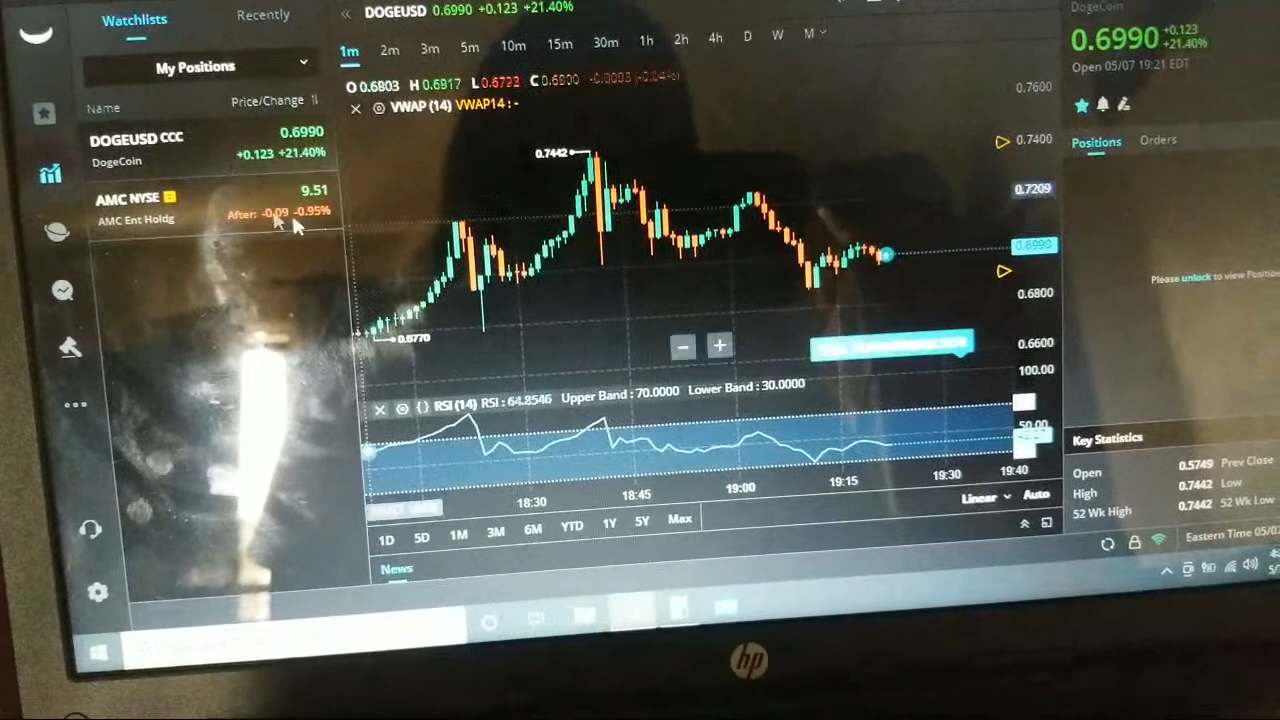 Watchlists Recently
My Positions
Name Price/Change
DOGEUSD CCC 0.6990
DogeCoin +0.123 +21.40%
AMC NYSE 9.51
AMC Ent Holdg After: -0.09 -0.95%
DOGEUSD 0.6990 +0.123 +21.40%
1m 2m 3m 5m 10m 15m 30m 1h 2h 4h D W M
O 0.6803 H 0.6817 L 0.6793 C 0.6800
VWAP (14) VWAP14 : -
0.7442
0.6770
0.7600
0.7400
0.7209
0.6990
0.6800
0.6600
100.00
RSI (14) RSI : 64.8546 Upper Band : 70.0000 Lower Band : 30.0000
50.00
18:30 18:45 19:00 19:15 19:30 19:40
Linear Auto
1D 5D 1M 3M 6M YTD 1Y 5Y Max
News
DogeCoin
0.6990 +0.123
+21.40%
Open 05/07 19:21 EDT
Positions Orders
Please unlock to view
Key Statistics
Open 0.5749 Prev Close
High 0.7442 Low
52 Wk High 0.7442 52 Wk Low
Eastern Time
hp